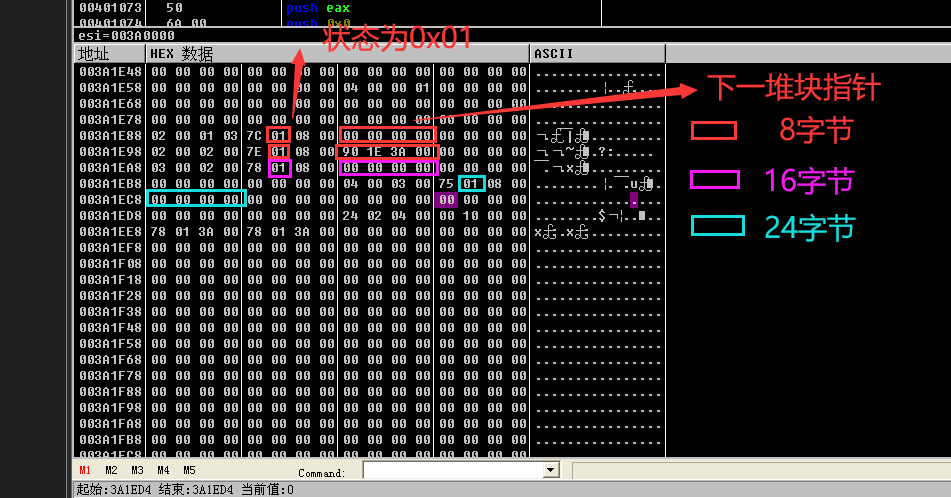 00401073 50 push eax
00401074 6A 00 push 0x0
esi=003A0000
状态为0x01
地址 HEX 数据 ASCII
003A1E48 00 00 00 00 00 00 00 00 00 00 00 00 00 00 00 00 ................
003A1E58 00 00 00 00 00 00 00 00 04 00 00 01 00 00 00 00
下一堆块指针
003A1E68 00 00 00 00 00 00 00 00 00 00 00 00 00 00 00 00 ................
003A1E78 00 00 00 00 00 00 00 00 00 00 00 00 00 00 00 00 ................
8字节
003A1E88 02 00 01 03 7C 01 08 00 00 00 00 00 00 00 00 00
003A1E98 02 00 02 00 7E 01 08 00 90 1E 3A 00 00 00 00 00
003A1EA8 03 00 02 00 78 01 08 00 00 00 00 00 00 00 00 00
16字节
003A1EB8 00 00 00 00 00 00 00 00 04 00 03 00 75 01 08 00
003A1EC8 00 00 00 00 00 00 00 00 00 00 00 00 00 00 00 00 ................
24字节
003A1ED8 00 00 00 00 00 00 00 00 24 02 04 00 00 10 00 00
003A1EE8 78 01 3A 00 78 01 3A 00 00 00 00 00 00 00 00 00
003A1EF8 00 00 00 00 00 00 00 00 00 00 00 00 00 00 00 00 ................
003A1F08 00 00 00 00 00 00 00 00 00 00 00 00 00 00 00 00 ................
003A1F18 00 00 00 00 00 00 00 00 00 00 00 00 00 00 00 00 ................
003A1F28 00 00 00 00 00 00 00 00 00 00 00 00 00 00 00 00 ................
003A1F38 00 00 00 00 00 00 00 00 00 00 00 00 00 00 00 00 ................
003A1F48 00 00 00 00 00 00 00 00 00 00 00 00 00 00 00 00 ................
003A1F58 00 00 00 00 00 00 00 00 00 00 00 00 00 00 00 00 ................
003A1F68 00 00 00 00 00 00 00 00 00 00 00 00 00 00 00 00 ................
003A1F78 00 00 00 00 00 00 00 00 00 00 00 00 00 00 00 00 ................
003A1F88 00 00 00 00 00 00 00 00 00 00 00 00 00 00 00 00 ................
003A1F98 00 00 00 00 00 00 00 00 00 00 00 00 00 00 00 00 ................
003A1FA8 00 00 00 00 00 00 00 00 00 00 00 00 00 00 00 00 ................
003A1FB8 00 00 00 00 00 00 00 00 00 00 00 00 00 00 00 00 ................
M1 M2 M3 M4 M5 Command:
起始:3A1ED4 结束:3A1ED4 当前值:0